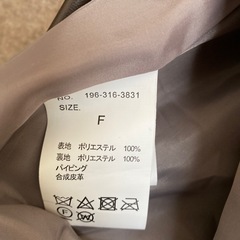 NO. 196-316-3831
SIZE.
F
表地 ポリエステル 100%
裏地 ポリエステル 100%
パイピング
合成皮革